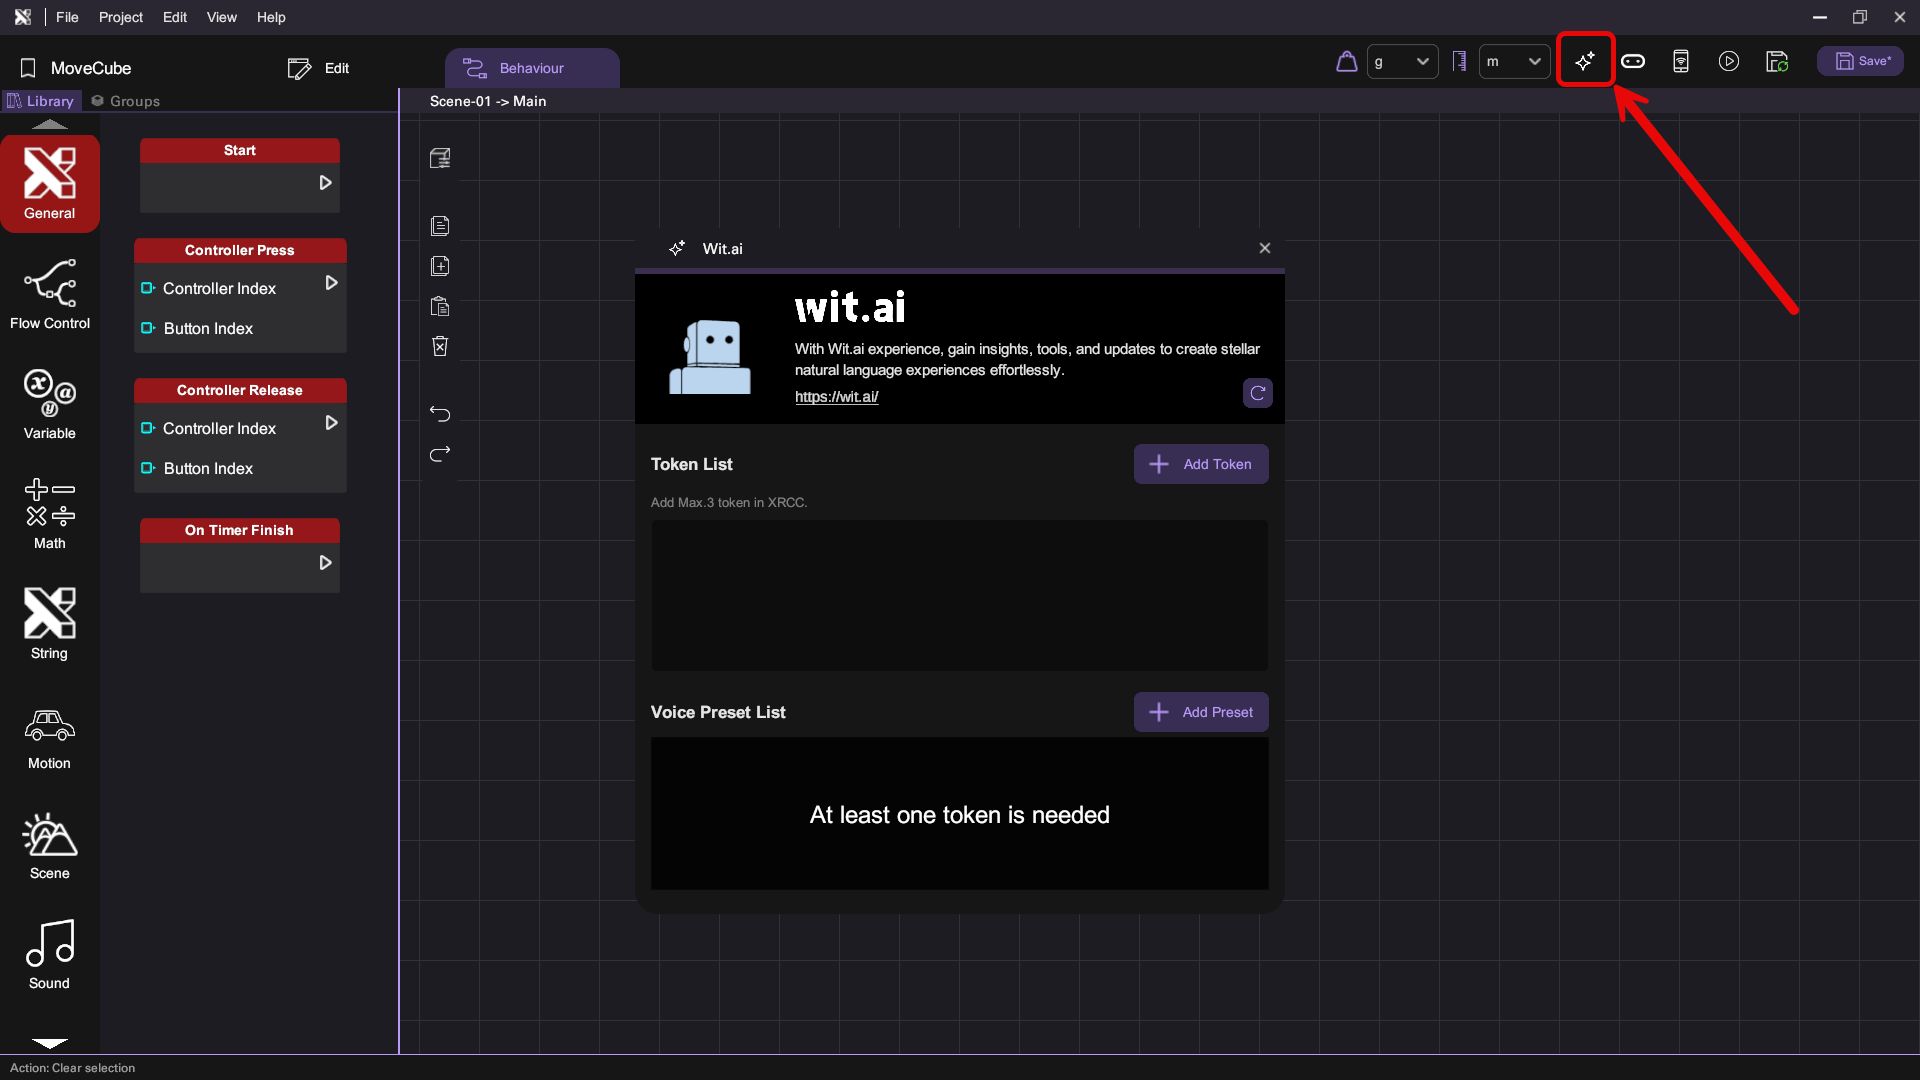 File Project Edit View Help
MoveCube
Edit
Behaviour
g
m
Save*
Library Groups
Scene-01 -> Main
General
Flow Control
Variable
Math
String
Motion
Scene
Sound
Start
Controller Press
Controller Index
Button Index
Controller Release
Controller Index
Button Index
On Timer Finish
Wit.ai
wit.ai
With Wit.ai experience, gain insights, tools, and updates to create stellar
natural language experiences effortlessly.
https://wit.ai/
Token List
Add Token
Add Max.3 token in XRCC.
Voice Preset List
Add Preset
At least one token is needed
Action: Clear selection